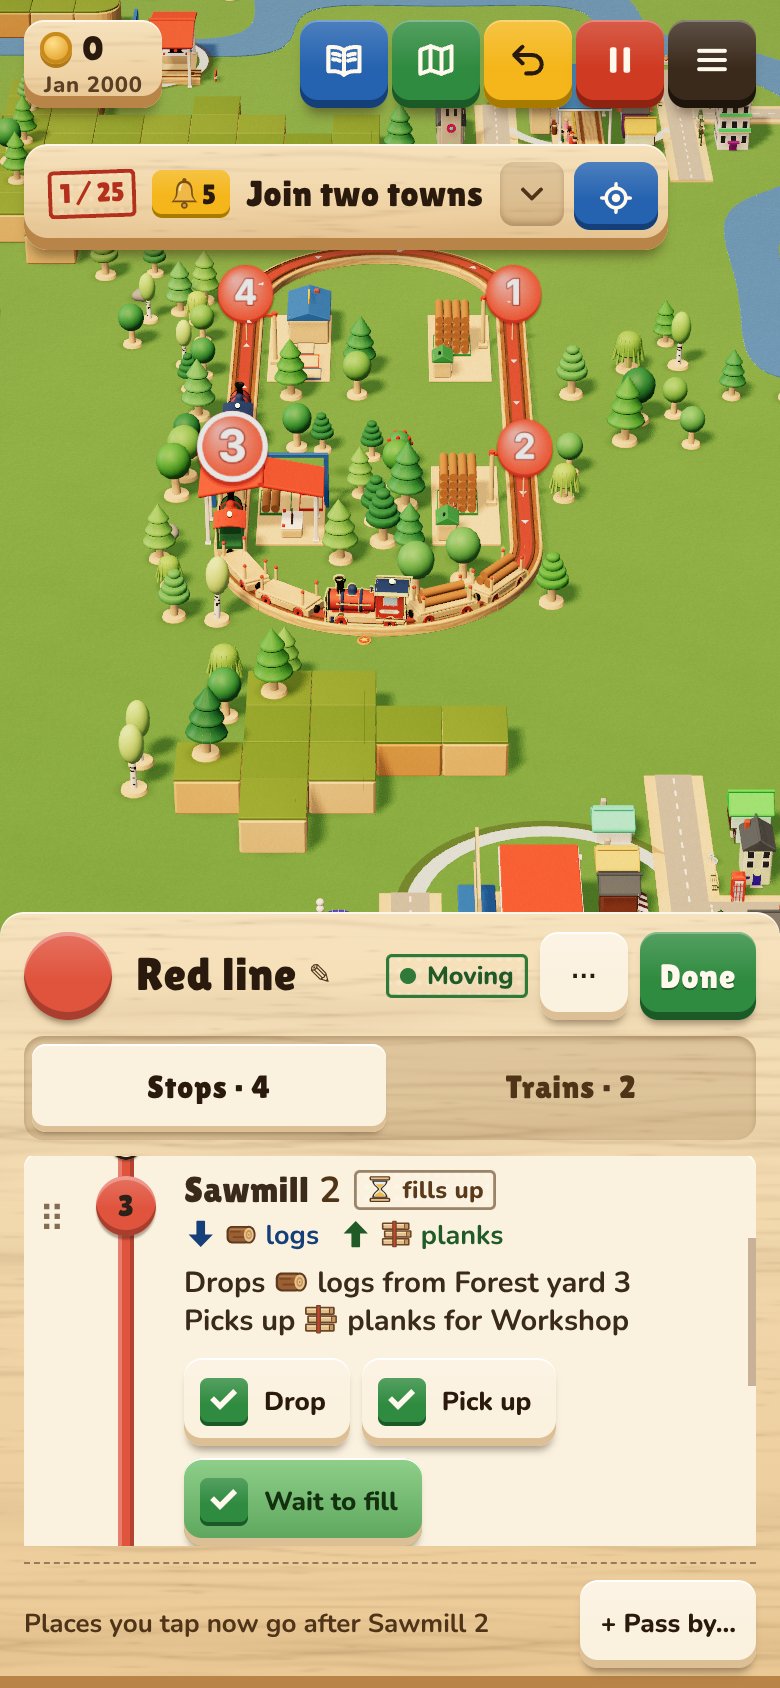 0
Jan 2000
1 / 25
5
Join two towns
4
1
3
2
Red line
Moving
...
Done
Stops · 4
Trains · 2
3
Sawmill 2
fills up
logs
planks
Drops logs from Forest yard 3
Picks up planks for Workshop
Drop
Pick up
Wait to fill
Places you tap now go after Sawmill 2
+ Pass by...